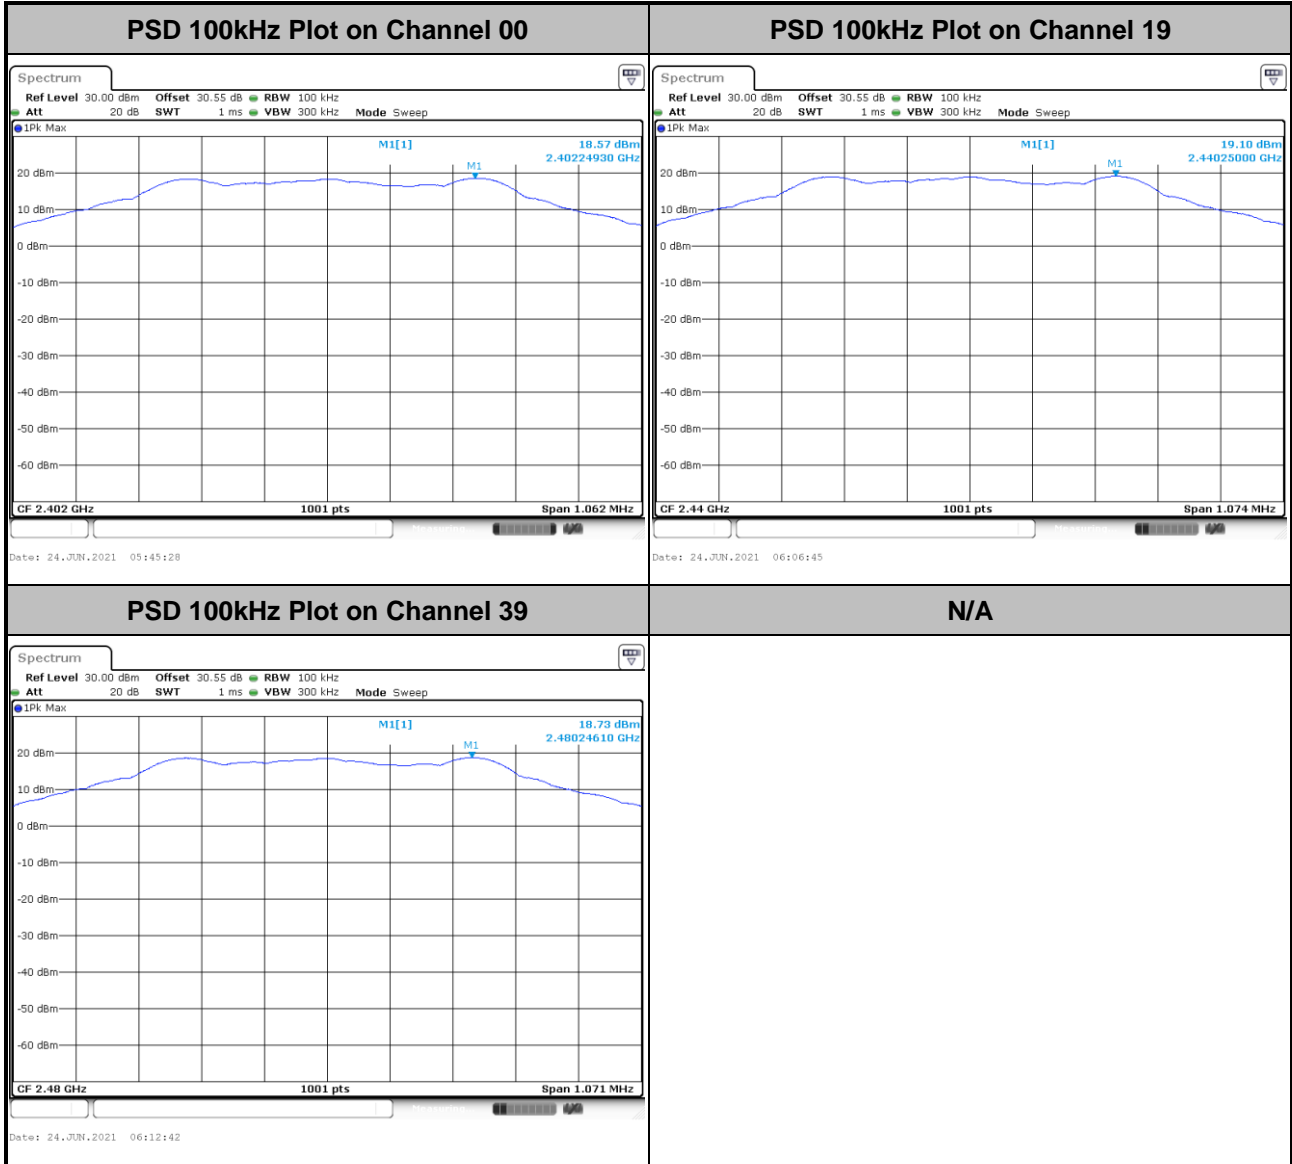 PSD 100kHz Plot on Channel 00
PSD 100kHz Plot on Channel 19
Spectrum
Ref Level 30.00 dBm Offset 30.55 dB RBW 100 kHz
Att 20 dB SWT 1 ms VBW 300 kHz Mode Sweep
1Pk Max
M1[1] 18.57 dBm
2.40224930 GHz
M1
20 dBm
10 dBm
0 dBm
-10 dBm
-20 dBm
-30 dBm
-40 dBm
-50 dBm
-60 dBm
CF 2.402 GHz 1001 pts Span 1.062 MHz
Measuring...
Date: 24.JUN.2021 05:45:28
Spectrum
Ref Level 30.00 dBm Offset 30.55 dB RBW 100 kHz
Att 20 dB SWT 1 ms VBW 300 kHz Mode Sweep
1Pk Max
M1[1] 19.10 dBm
2.44025000 GHz
M1
20 dBm
10 dBm
0 dBm
-10 dBm
-20 dBm
-30 dBm
-40 dBm
-50 dBm
-60 dBm
CF 2.44 GHz 1001 pts Span 1.074 MHz
Measuring...
Date: 24.JUN.2021 06:06:45
PSD 100kHz Plot on Channel 39
N/A
Spectrum
Ref Level 30.00 dBm Offset 30.55 dB RBW 100 kHz
Att 20 dB SWT 1 ms VBW 300 kHz Mode Sweep
1Pk Max
M1[1] 18.73 dBm
2.48024610 GHz
M1
20 dBm
10 dBm
0 dBm
-10 dBm
-20 dBm
-30 dBm
-40 dBm
-50 dBm
-60 dBm
CF 2.48 GHz 1001 pts Span 1.071 MHz
Measuring...
Date: 24.JUN.2021 06:12:42